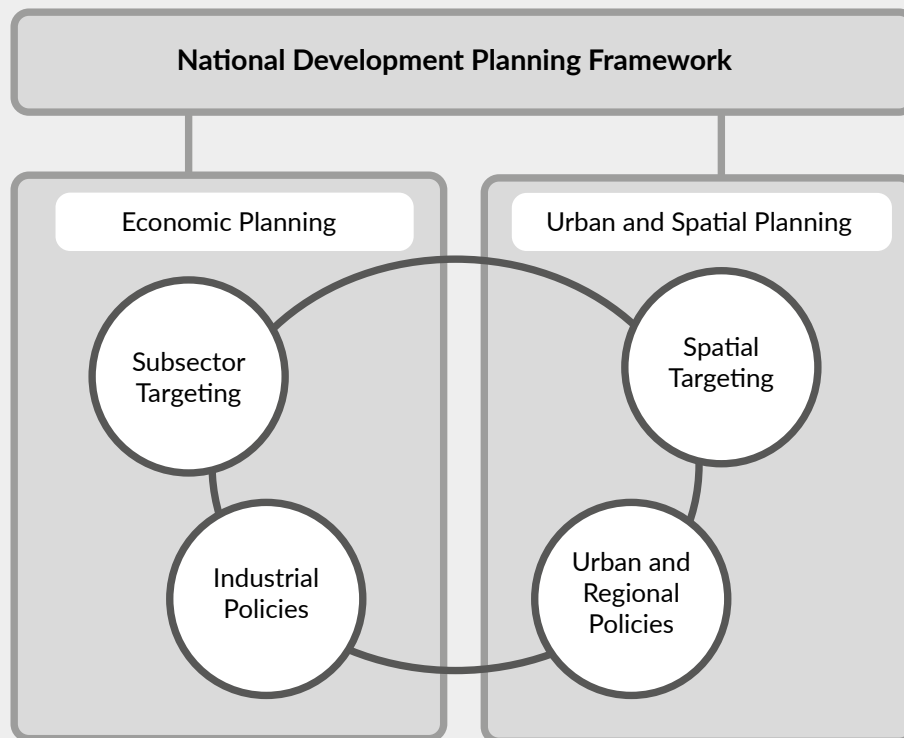 National Development Planning Framework
Economic Planning
Urban and Spatial Planning
Subsector
Targeting
Spatial
Targeting
Industrial
Policies
Urban and
Regional
Policies